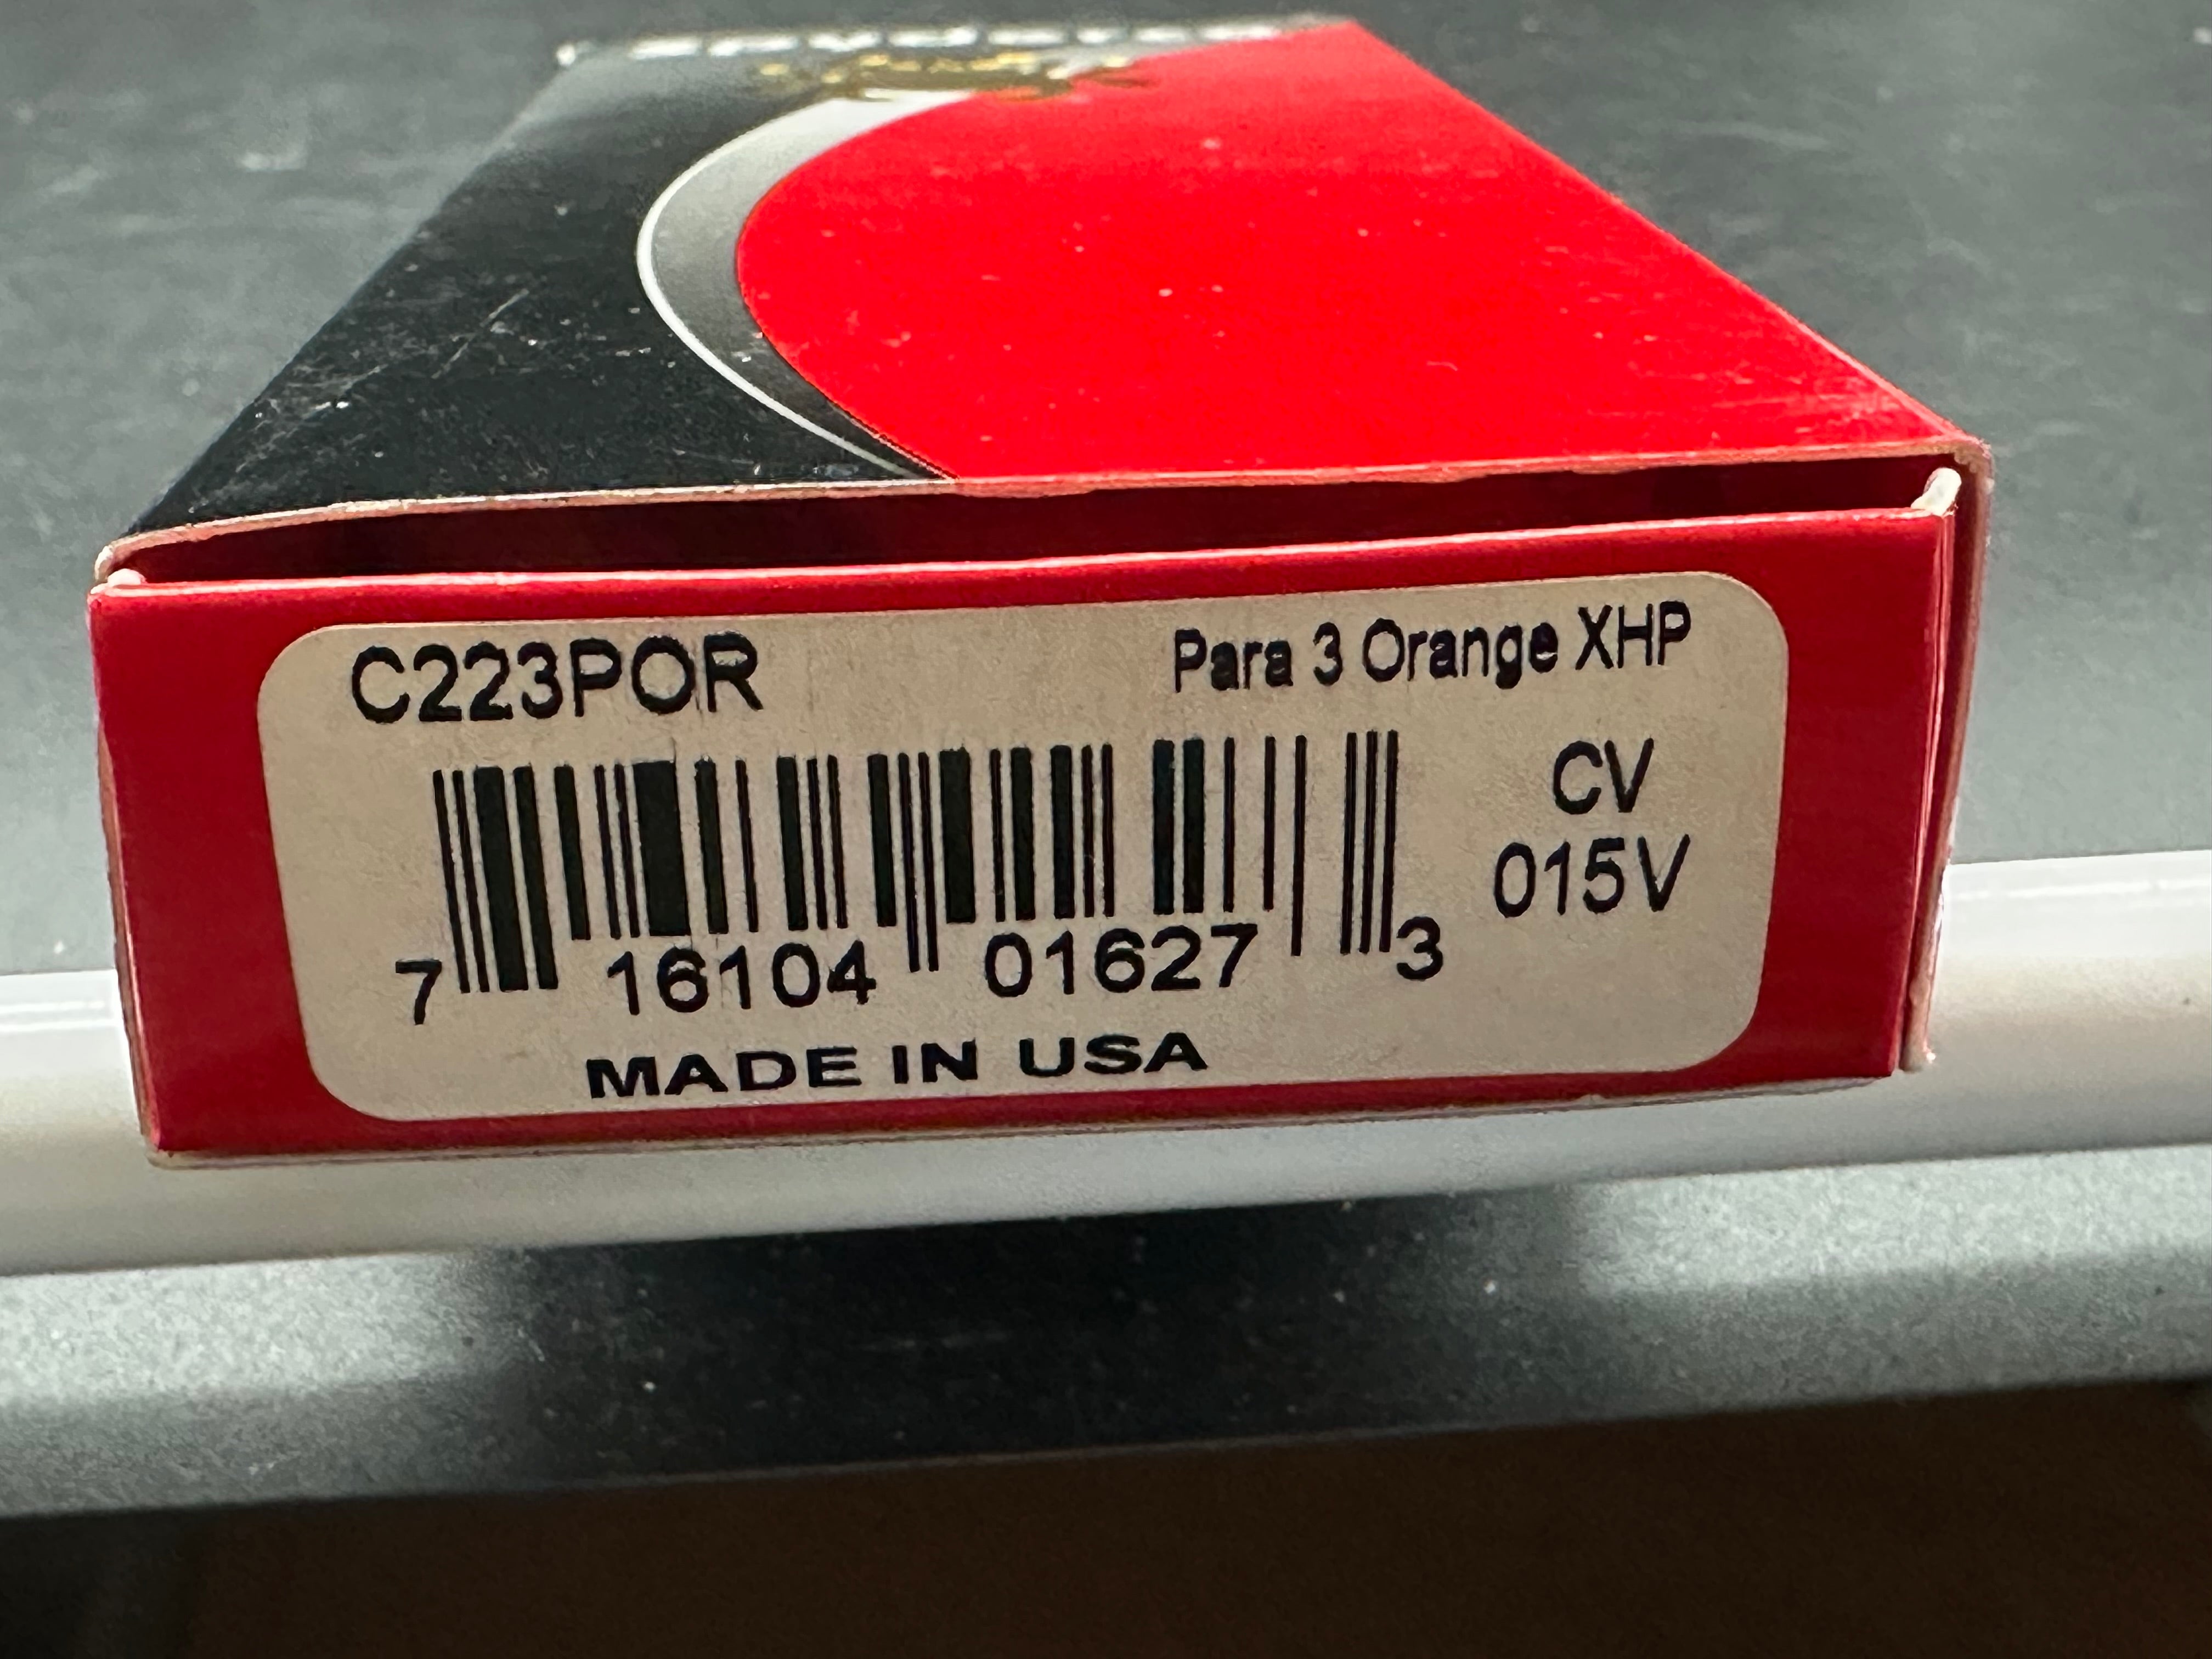 C223POR
Para 3 Orange XHP
CV
015V
7 16104 01627 3
MADE IN USA